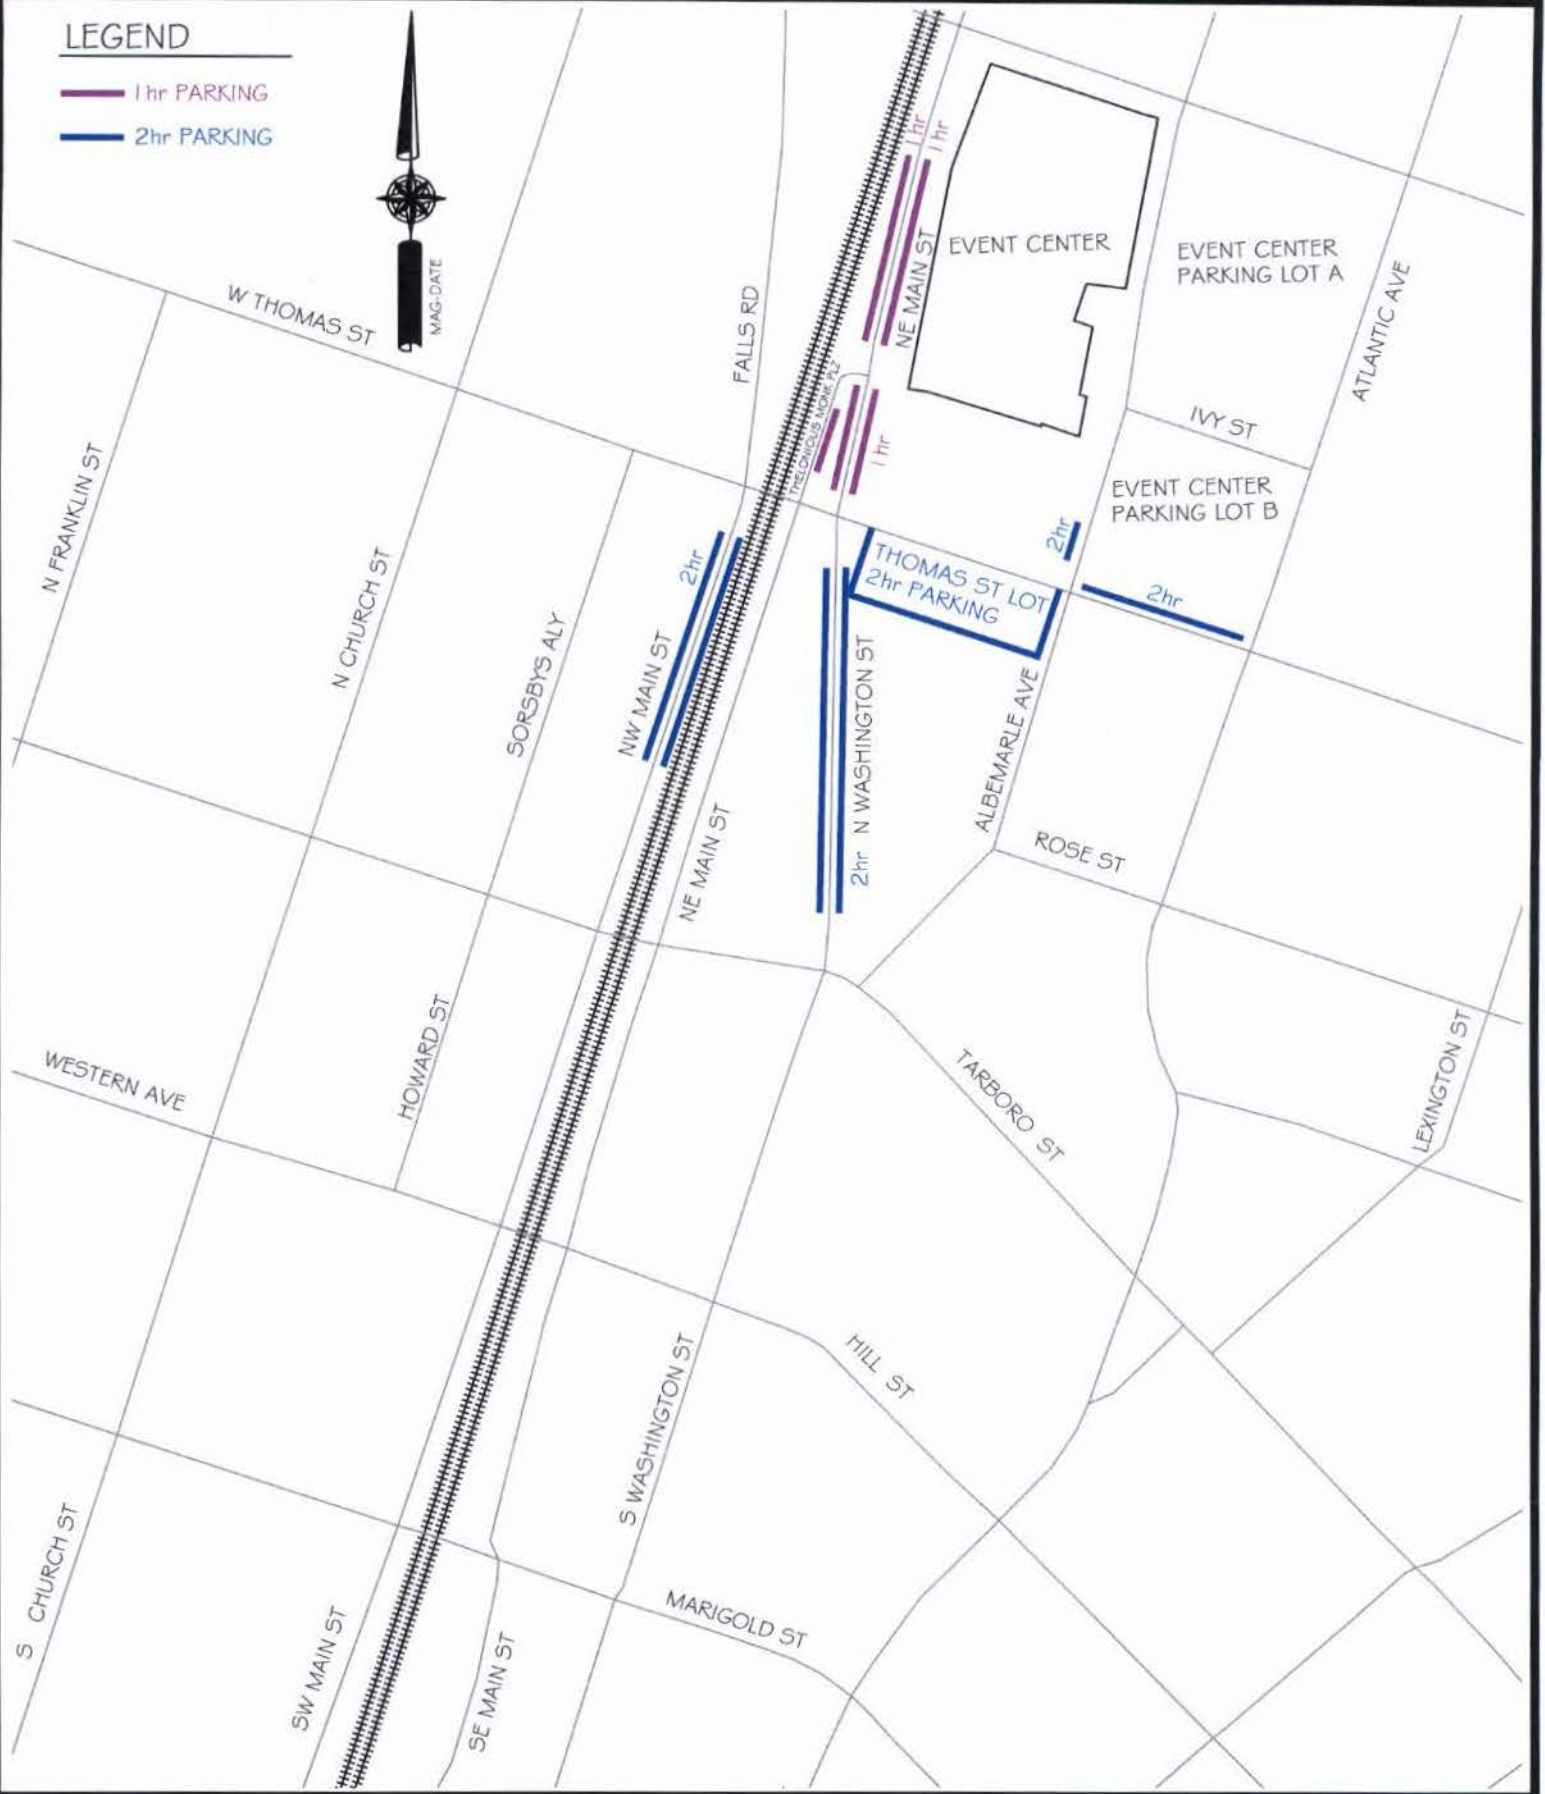 LEGEND
1 hr PARKING
2hr PARKING
MAG-DATE
1 hr
1 hr
EVENT CENTER
EVENT CENTER
PARKING LOT A
NE MAIN ST
ATLANTIC AVE
W THOMAS ST
FALLS RD
THELONIOUS MONK PLZ
1 hr
IVY ST
EVENT CENTER
PARKING LOT B
N FRANKLIN ST
N CHURCH ST
SORSBYS ALY
2hr
NW MAIN ST
THOMAS ST LOT
2hr PARKING
2hr
2hr
2hr N WASHINGTON ST
ALBEMARLE AVE
NE MAIN ST
ROSE ST
WESTERN AVE
HOWARD ST
TARBORO ST
LEXINGTON ST
HILL ST
S WASHINGTON ST
S CHURCH ST
SW MAIN ST
SE MAIN ST
MARIGOLD ST